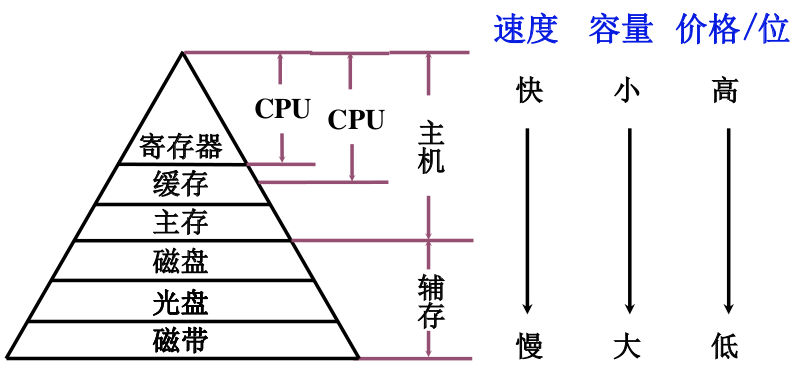 速度 容量 价格/位
快 小 高
CPU
CPU
主机
寄存器
缓存
主存
磁盘
辅存
光盘
磁带
慢 大 低